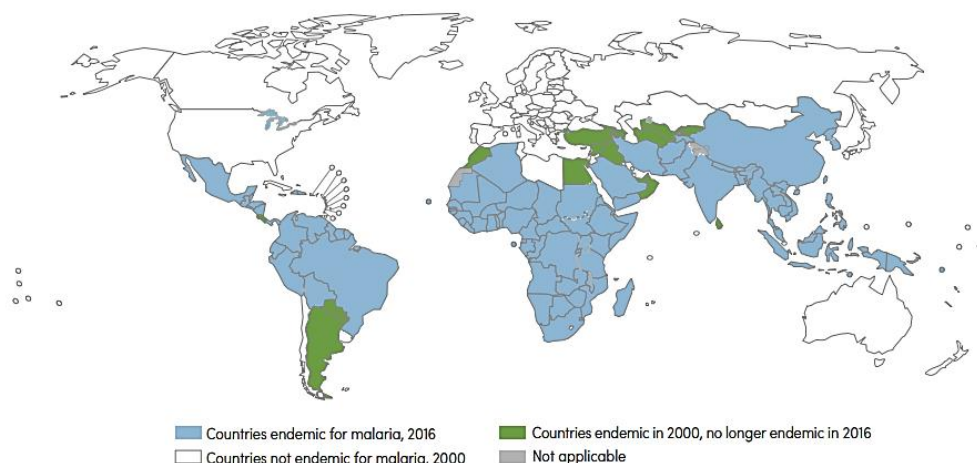 Countries endemic for malaria, 2016
Countries endemic in 2000, no longer endemic in 2016
Countries not endemic for malaria, 2000
Not applicable